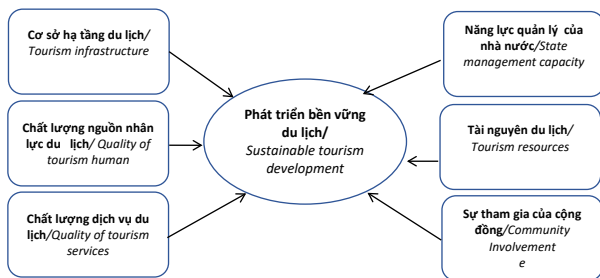 Cơ sở hạ tầng du lịch/
Tourism infrastructure
Chất lượng nguồn nhân
lực du lịch/ Quality of
tourism human
Chất lượng dịch vụ du
lịch/Quality of tourism
services
Phát triển bền vững
du lịch/
Sustainable tourism
development
Năng lực quản lý của
nhà nước/State
management capacity
Tài nguyên du lịch/
Tourism resources
Sự tham gia của cộng
đồng/Community
Involvement
e